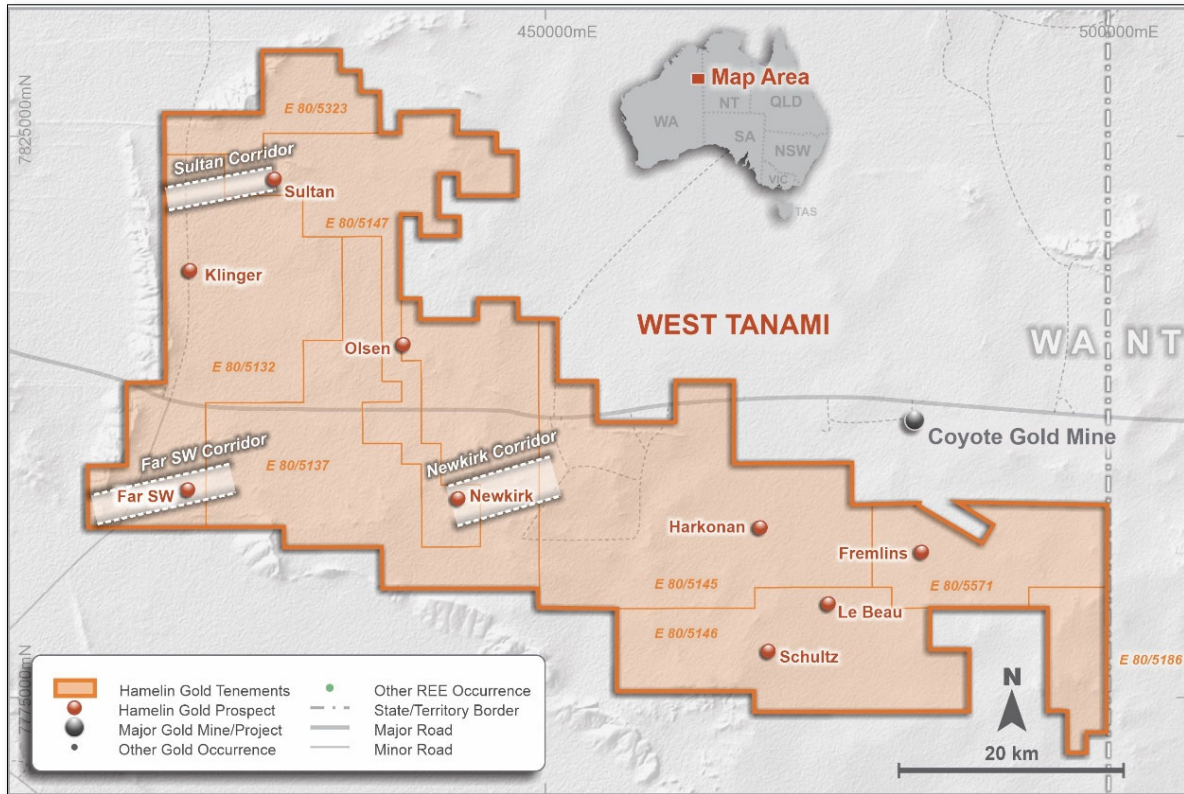 450000mE
500000mE
7825000mN
7775000mN
Map Area
WA
NT
QLD
SA
NSW
VIC
TAS
E 80/5323
Sultan Corridor
Sultan
E 80/5147
Klinger
WEST TANAMI
WA NT
Olsen
E 80/5132
Coyote Gold Mine
Far SW Corridor
Far SW
E 80/5137
Newkirk Corridor
Newkirk
Harkonan
Fremlins
E 80/5145
E 80/5571
Le Beau
E 80/5146
Schultz
E 80/5186
Hamelin Gold Tenements
Hamelin Gold Prospect
Major Gold Mine/Project
Other Gold Occurrence
Other REE Occurrence
State/Territory Border
Major Road
Minor Road
N
20 km